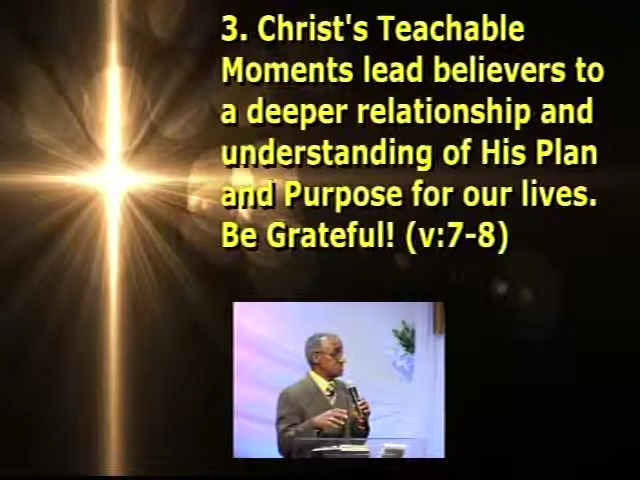 3. Christ's Teachable
Moments lead believers to
a deeper relationship and
understanding of His Plan
and Purpose for our lives.
Be Grateful! (v:7-8)